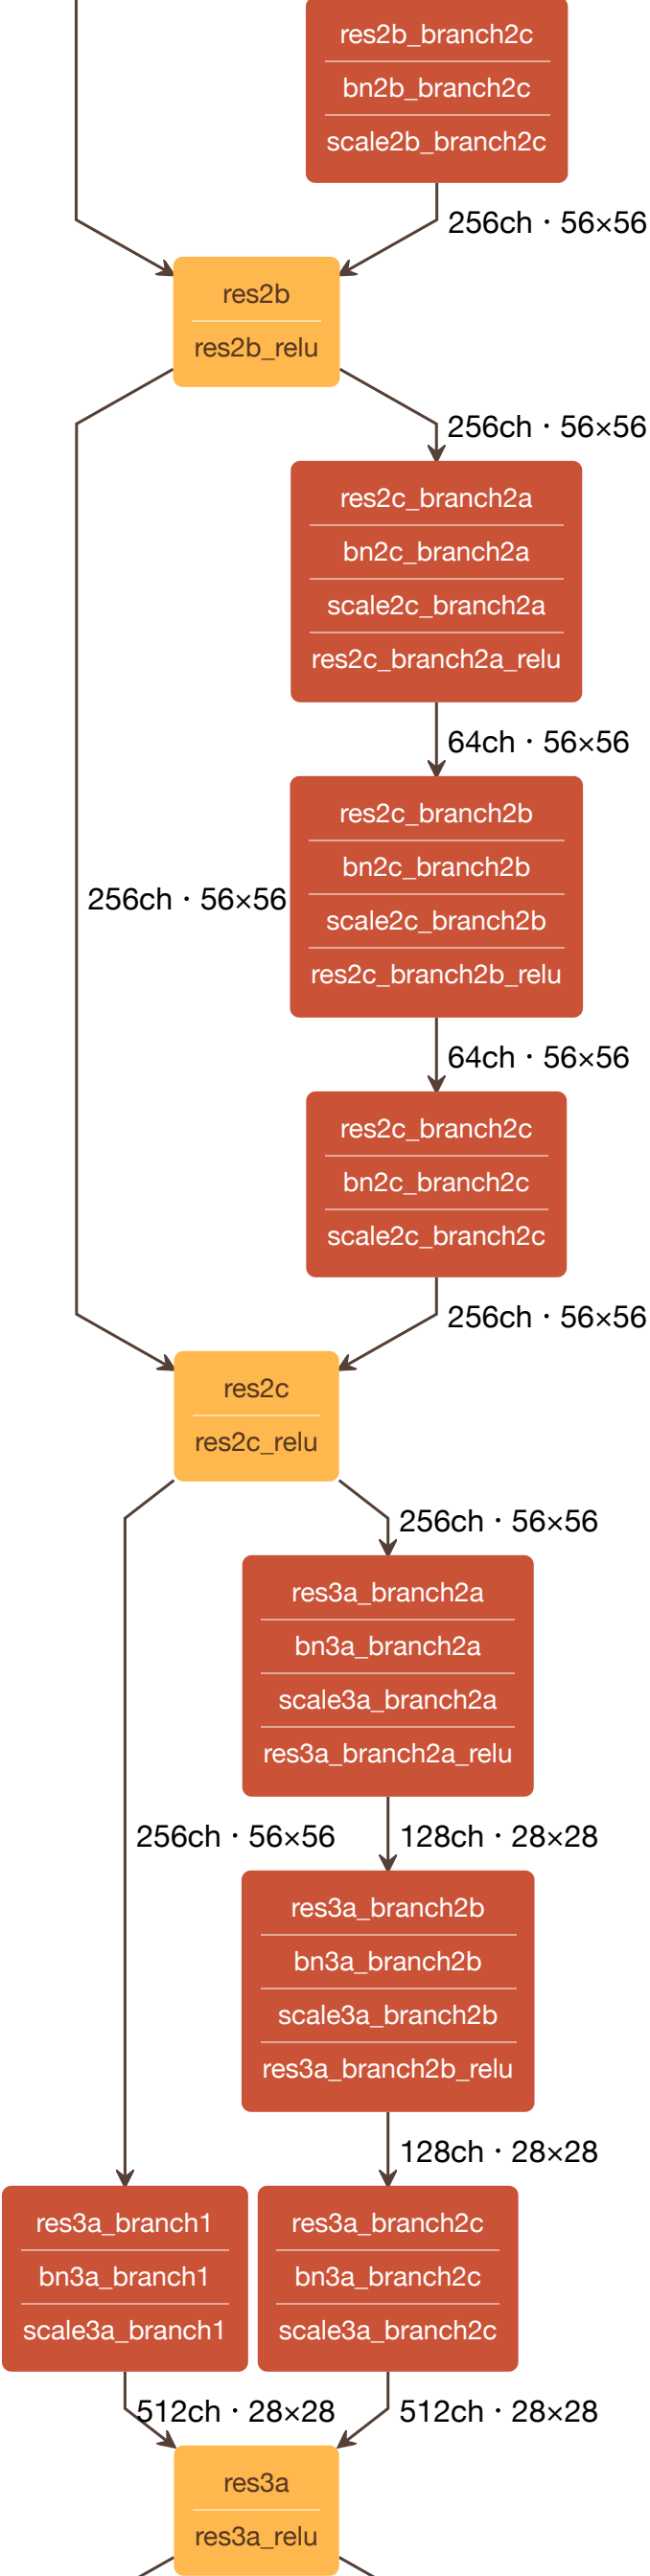 res2b_branch2c
bn2b_branch2c
scale2b_branch2c
256ch · 56×56
res2b
res2b_relu
256ch · 56×56
res2c_branch2a
bn2c_branch2a
scale2c_branch2a
res2c_branch2a_relu
64ch · 56×56
res2c_branch2b
bn2c_branch2b
256ch · 56×56
scale2c_branch2b
res2c_branch2b_relu
64ch · 56×56
res2c_branch2c
bn2c_branch2c
scale2c_branch2c
256ch · 56×56
res2c
res2c_relu
256ch · 56×56
res3a_branch2a
bn3a_branch2a
scale3a_branch2a
res3a_branch2a_relu
256ch · 56×56
128ch · 28×28
res3a_branch2b
bn3a_branch2b
scale3a_branch2b
res3a_branch2b_relu
128ch · 28×28
res3a_branch1
bn3a_branch1
scale3a_branch1
res3a_branch2c
bn3a_branch2c
scale3a_branch2c
512ch · 28×28
512ch · 28×28
res3a
res3a_relu